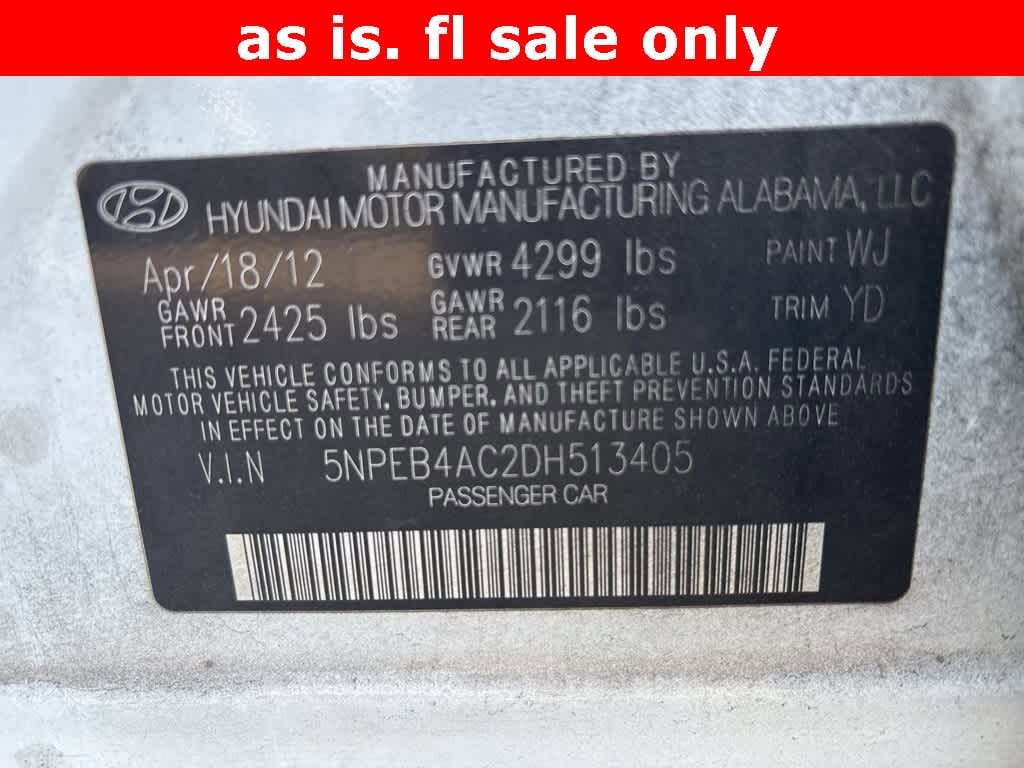 as is. fl sale only
MANUFACTURED BY
HYUNDAI MOTOR MANUFACTURING ALABAMA, LLC
Apr/18/12 GVWR 4299 lbs PAINT WJ
GAWR FRONT 2425 lbs GAWR REAR 2116 lbs TRIM YD
THIS VEHICLE CONFORMS TO ALL APPLICABLE U.S.A. FEDERAL
MOTOR VEHICLE SAFETY, BUMPER, AND THEFT PREVENTION STANDARDS
IN EFFECT ON THE DATE OF MANUFACTURE SHOWN ABOVE
V.I.N 5NPEB4AC2DH513405
PASSENGER CAR